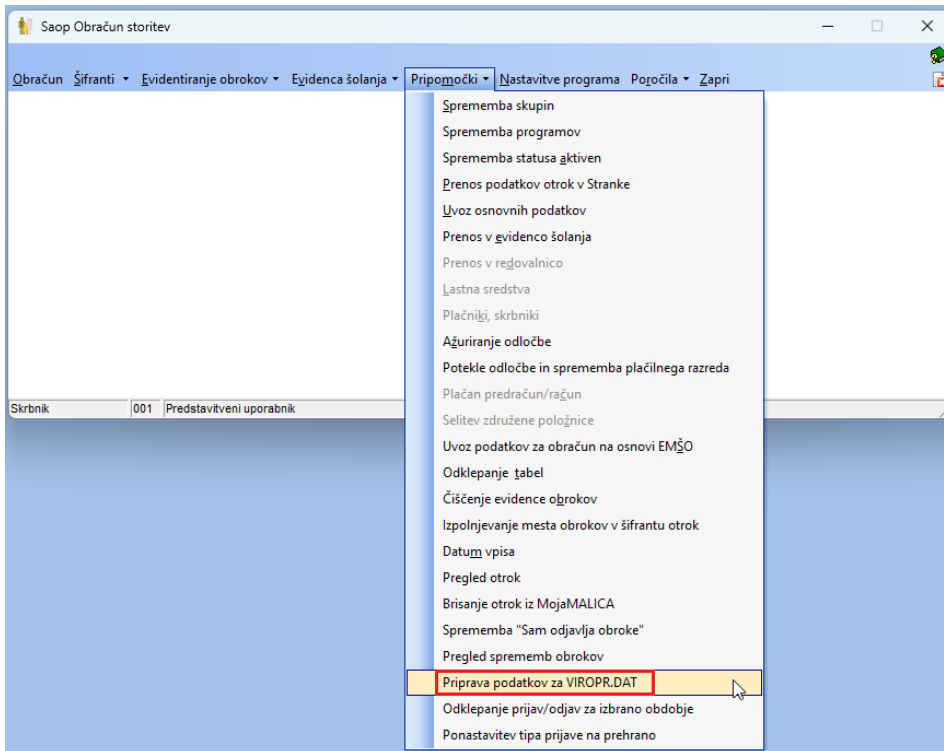 Saop Obračun storitev
Obračun Šifranti Evidentiranje obrokov Evidenca šolanja Pripomočki Nastavitve programa Poročila Zapri
Sprememba skupin
Sprememba programov
Sprememba statusa aktiven
Prenos podatkov otrok v Stranke
Uvoz osnovnih podatkov
Prenos v evidenco šolanja
Prenos v redovalnico
Lastna sredstva
Plačniki, skrbniki
Ažuriranje odločbe
Potekle odločbe in sprememba plačilnega razreda
Plačan predračun/račun
Skrbnik 001 Predstavitveni uporabnik
Selitev združene položnice
Uvoz podatkov za obračun na osnovi EMŠO
Odklepanje tabel
Čiščenje evidence obrokov
Izpolnjevanje mesta obrokov v šifrantu otrok
Datum vpisa
Pregled otrok
Brisanje otrok iz MojaMALICA
Sprememba "Sam odjavlja obroke"
Pregled sprememb obrokov
Priprava podatkov za VIROPR.DAT
Odklepanje prijav/odjav za izbrano obdobje
Ponastavitev tipa prijave na prehrano